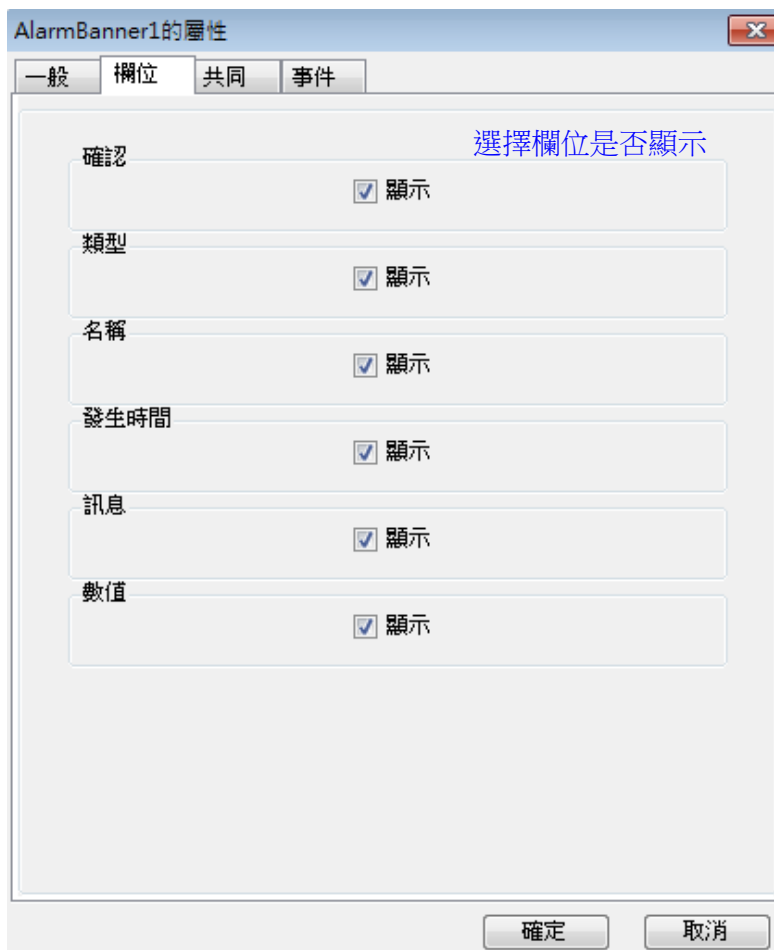 AlarmBanner1的屬性
一般 欄位 共同 事件
選擇欄位是否顯示
確認
顯示
類型
顯示
名稱
顯示
發生時間
顯示
訊息
顯示
數值
顯示
確定 取消